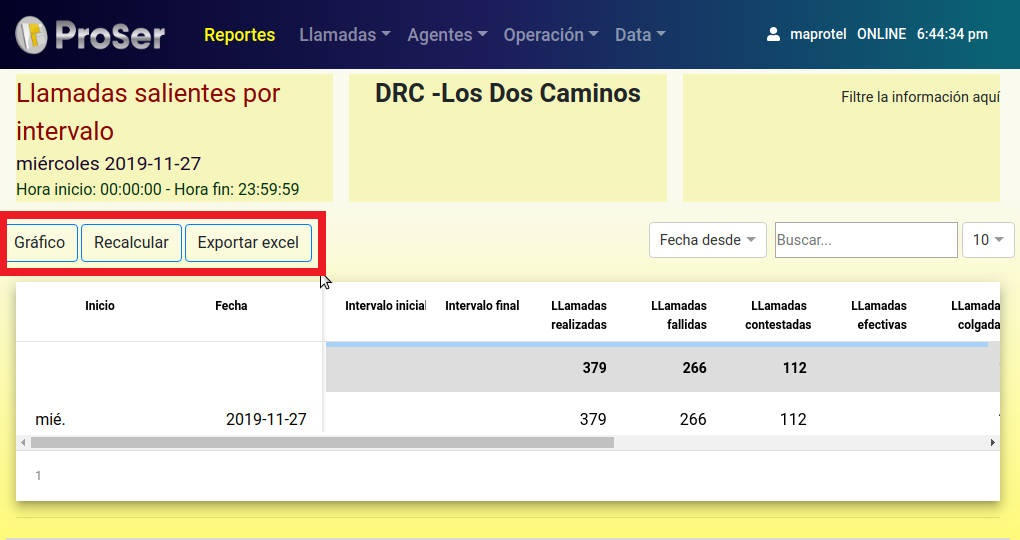 ProSer Reportes Llamadas Agentes Operación Data maprotel ONLINE 6:44:34 pm
Llamadas salientes por
intervalo
miércoles 2019-11-27
Hora inicio: 00:00:00 - Hora fin: 23:59:59
DRC -Los Dos Caminos
Filtre la información aquí
Gráfico Recalcular Exportar excel Fecha desde Buscar... 10
Inicio Fecha Intervalo inicial Intervalo final LLamadas LLamadas LLamadas LLamadas LLamada
realizadas fallidas contestadas efectivas colgada
379 266 112
mié. 2019-11-27 379 266 112
1